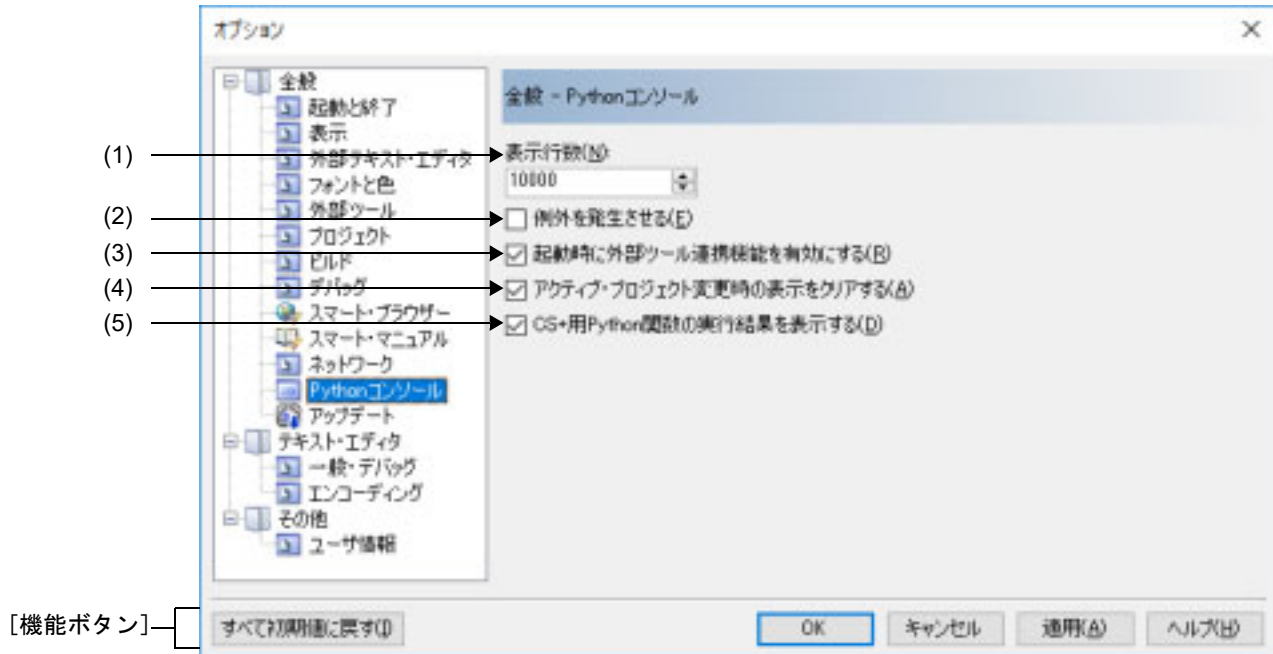 オプション
全般
起動と終了
表示
外部テキスト・エディタ
フォントと色
外部ツール
プロジェクト
ビルド
デバッグ
スマート・ブラウザー
スマート・マニュアル
ネットワーク
Pythonコンソール
アップデート
テキスト・エディタ
一般・デバッグ
エンコーディング
その他
ユーザ情報
全般 - Pythonコンソール
(1)
表示行数(N)
10000
(2)
例外を発生させる(E)
(3)
起動時に外部ツール連携機能を有効にする(R)
(4)
アクティブ・プロジェクト変更時の表示をクリアする(A)
(5)
CS+用Python関数の実行結果を表示する(D)
[機能ボタン]
すべて初期値に戻す(I)
OK
キャンセル
適用(A)
ヘルプ(H)